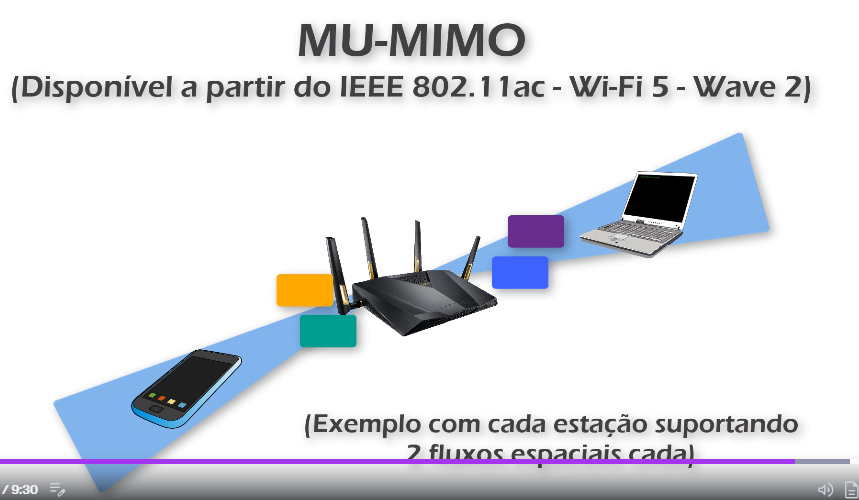 MU-MIMO
(Disponível a partir do IEEE 802.11ac - Wi-Fi 5 - Wave 2)
(Exemplo com cada estação suportando
2 fluxos espaciais cada)
/ 9:30